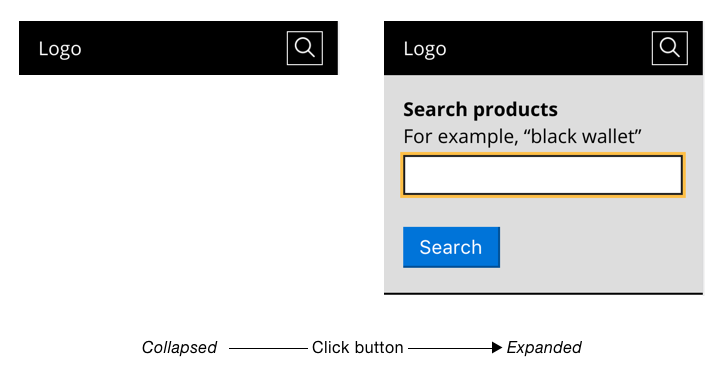 Logo
Logo
Search products
For example, “black wallet”
Search
Collapsed Click button Expanded